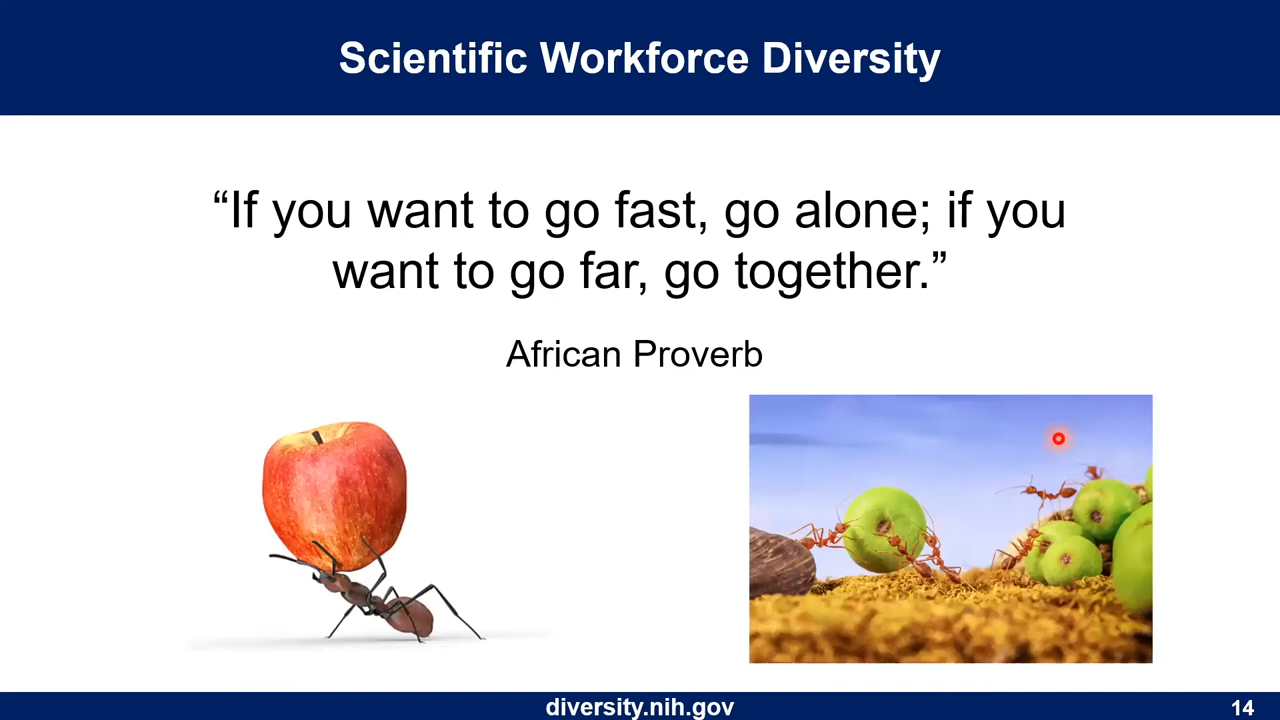 Scientific Workforce Diversity
“If you want to go fast, go alone; if you
want to go far, go together.”
African Proverb
diversity.nih.gov
14